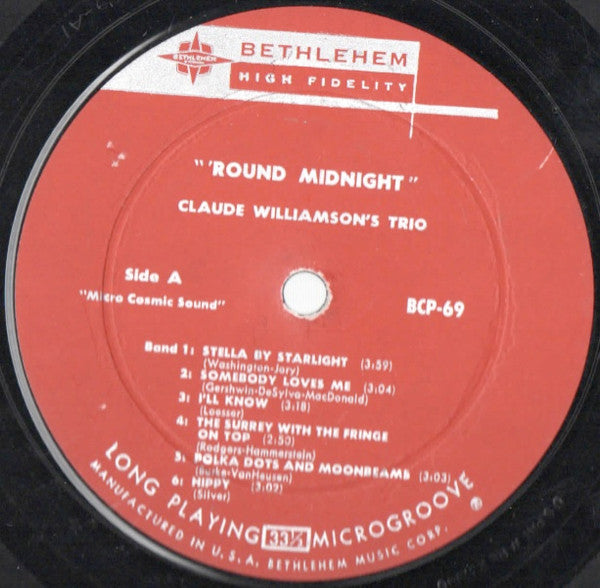 BETHLEHEM
BETHLEHEM
HIGH FIDELITY
"'ROUND MIDNIGHT"
CLAUDE WILLIAMSON'S TRIO
Side A
"Micro Cosmic Sound"
BCP-69
Band 1: STELLA BY STARLIGHT (3:59)
(Washington-Jory)
2: SOMEBODY LOVES ME (3:04)
(Gershwin-DeSylva-MacDonald)
3: I'LL KNOW (3:18)
(Loesser)
4: THE SURREY WITH THE FRINGE
ON TOP (2:50)
(Rodgers-Hammerstein)
5: POLKA DOTS AND MOONBEAMS (3:03)
(Burke-VanHeusen)
6: HIPPY (3:02)
(Silver)
LONG PLAYING 33⅓ MICROGROOVE ℗
MANUFACTURED IN U.S.A. BETHLEHEM MUSIC CORP.